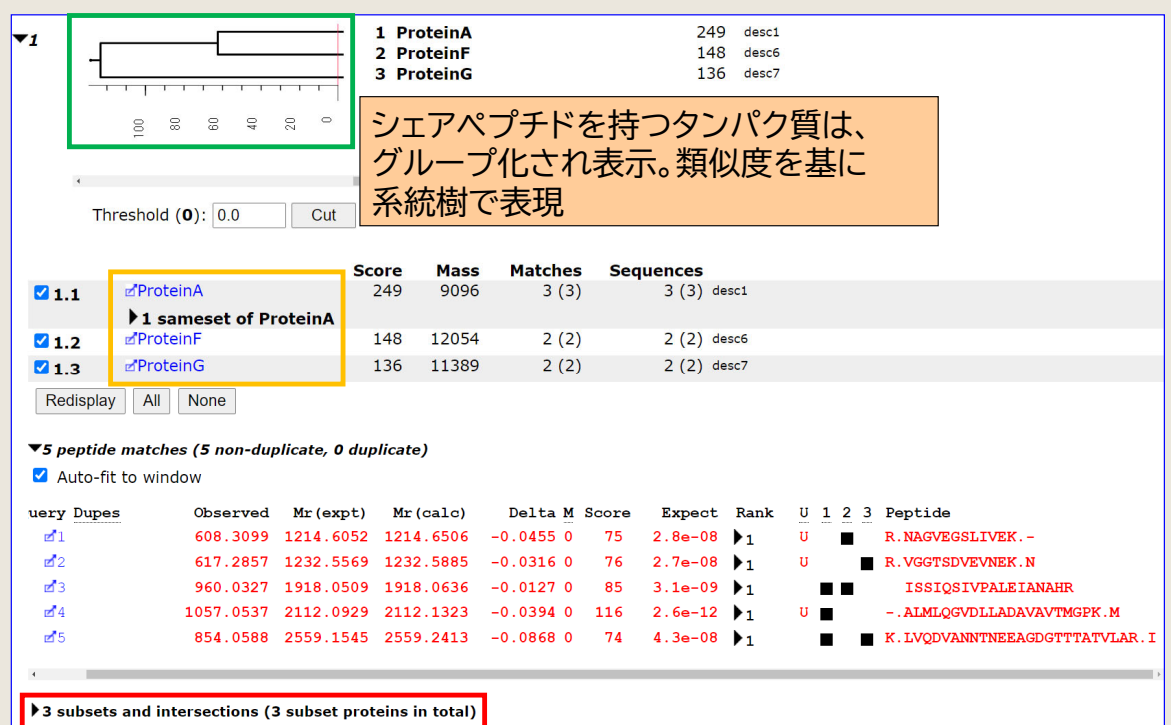 ▼1
1 ProteinA 249 desc1
2 ProteinF 148 desc6
3 ProteinG 136 desc7
100 80 60 40 20 0
シェアペプチドを持つタンパク質は、
グループ化され表示。類似度を基に
系統樹で表現
Threshold (0): 0.0 Cut
Score Mass Matches Sequences
1.1 ProteinA 249 9096 3 (3) 3 (3) desc1
▶1 sameset of ProteinA
1.2 ProteinF 148 12054 2 (2) 2 (2) desc6
1.3 ProteinG 136 11389 2 (2) 2 (2) desc7
Redisplay All None
▼5 peptide matches (5 non-duplicate, 0 duplicate)
Auto-fit to window
uery Dupes Observed Mr(expt) Mr(calc) Delta M Score Expect Rank U 1 2 3 Peptide
1 608.3099 1214.6052 1214.6506 -0.0455 0 75 2.8e-08 ▶1 U ■ R.NAGVEGSLIVEK.-
2 617.2857 1232.5569 1232.5885 -0.0316 0 76 2.7e-08 ▶1 U ■ R.VGGTSDVEVNEK.N
3 960.0327 1918.0509 1918.0636 -0.0127 0 85 3.1e-09 ▶1 ■ ■ ISSIQSIVPALEIANAHR
4 1057.0537 2112.0929 2112.1323 -0.0394 0 116 2.6e-12 ▶1 U ■ -.ALMLQGVDLLADAVAVTMGPK.M
5 854.0588 2559.1545 2559.2413 -0.0868 0 74 4.3e-08 ▶1 ■ ■ K.LVQDVANNTNEEAGDGTTTATVLAR.I
▶3 subsets and intersections (3 subset proteins in total)